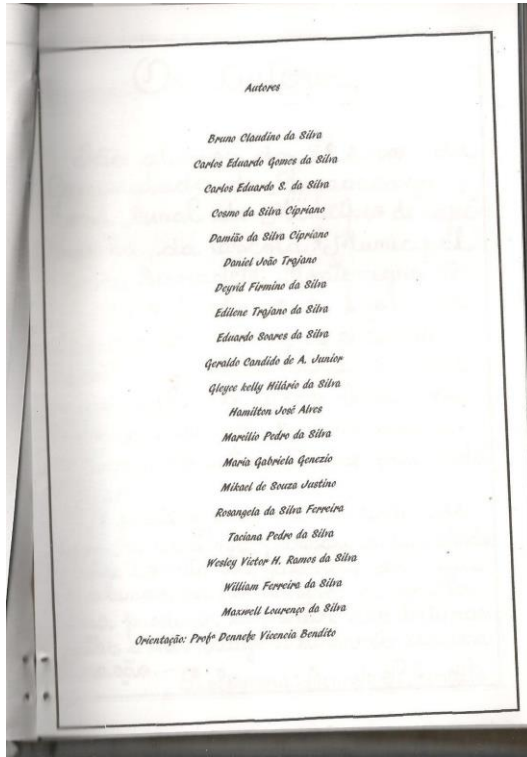 Autores
Bruno Claudino da Silva
Carlos Eduardo Gomes da Silva
Carlos Eduardo S. da Silva
Cosmo da Silva Cipriano
Damião da Silva Cipriano
Daniel João Trajano
Deyvid Firmino da Silva
Edilene Trajano da Silva
Eduardo Soares da Silva
Geraldo Candido de A. Junior
Gleyce kelly Hilário da Silva
Hamilton José Alves
Marcilio Pedro da Silva
Maria Gabriela Genezio
Mikael de Souza Justino
Rosangela da Silva Ferreira
Taciana Pedro da Silva
Wesley Victor H. Ramos da Silva
William Ferreira da Silva
Maxwell Lourenço da Silva
Orientação: Profª Vicencia Bendito